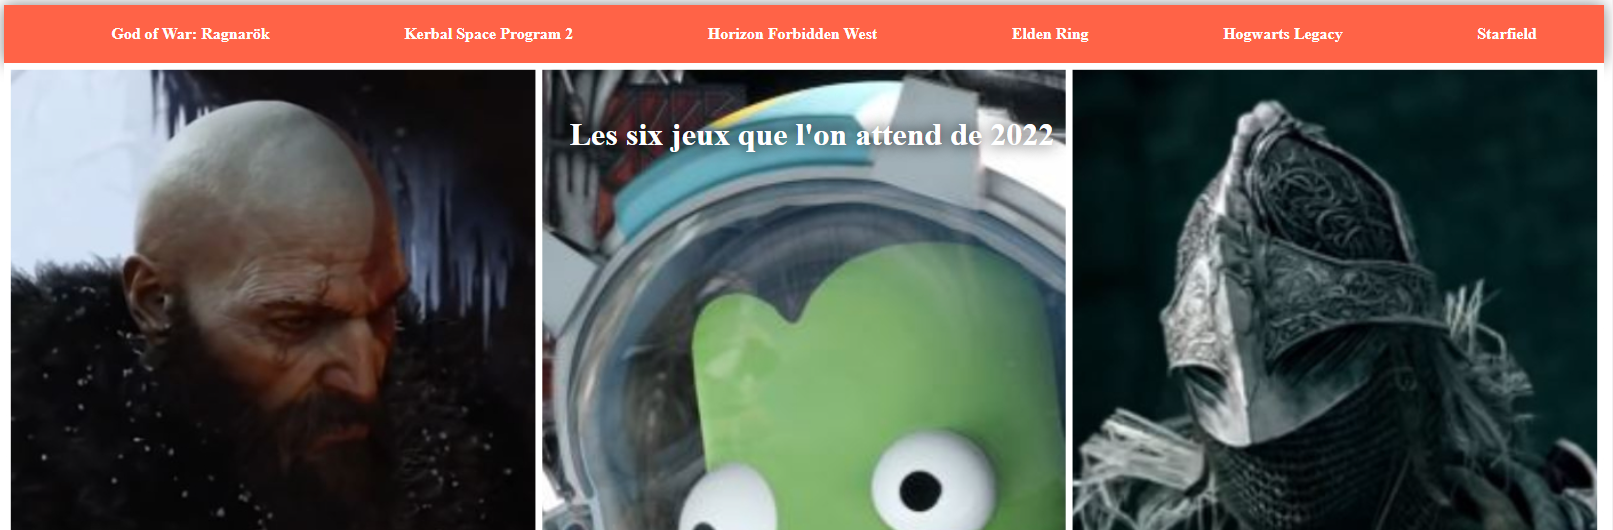 God of War: Ragnarök
Kerbal Space Program 2
Horizon Forbidden West
Elden Ring
Hogwarts Legacy
Starfield
Les six jeux que l'on attend de 2022